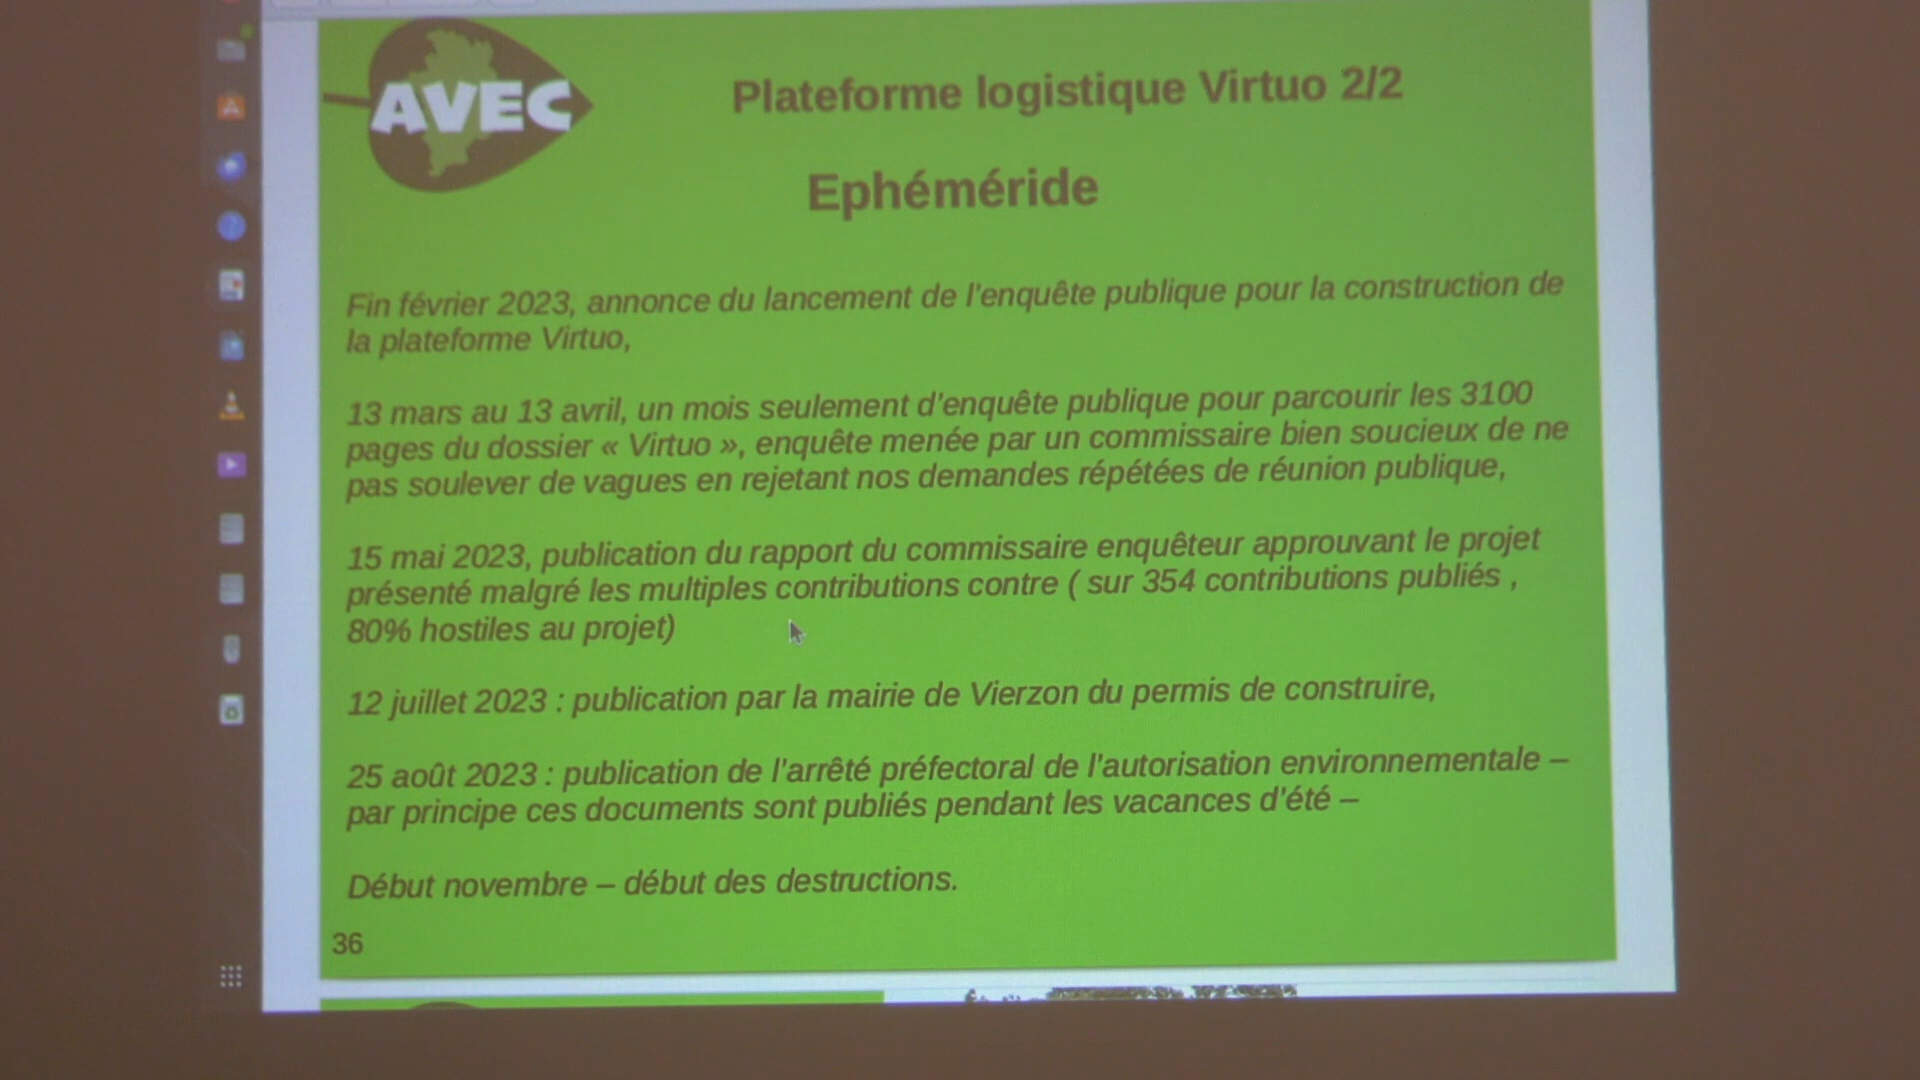 AVEC
Plateforme logistique Virtuo 2/2
Ephéméride
Fin février 2023, annonce du lancement de l'enquête publique pour la construction de
la plateforme Virtuo,
13 mars au 13 avril, un mois seulement d'enquête publique pour parcourir les 3100
pages du dossier « Virtuo », enquête menée par un commissaire bien soucieux de ne
pas soulever de vagues en rejetant nos demandes répétées de réunion publique,
15 mai 2023, publication du rapport du commissaire enquêteur approuvant le projet
présenté malgré les multiples contributions contre ( sur 354 contributions publiés ,
80% hostiles au projet)
12 juillet 2023 : publication par la mairie de Vierzon du permis de construire,
25 août 2023 : publication de l'arrêté préfectoral de l'autorisation environnementale –
par principe ces documents sont publiés pendant les vacances d'été –
Début novembre – début des destructions.
36